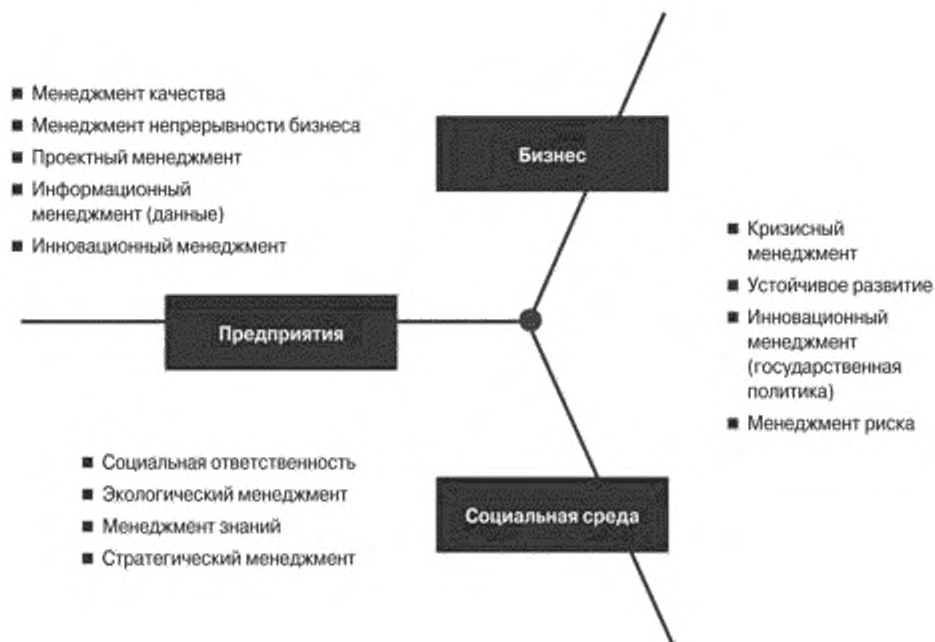 ■ Менеджмент качества
■ Менеджмент непрерывности бизнеса
■ Проектный менеджмент
■ Информационный
менеджмент (данные)
■ Инновационный менеджмент
Бизнес
■ Кризисный
менеджмент
■ Устойчивое развитие
■ Инновационный
менеджмент
(государственная
политика)
■ Менеджмент риска
Предприятия
■ Социальная ответственность
■ Экологический менеджмент
■ Менеджмент знаний
■ Стратегический менеджмент
Социальная среда